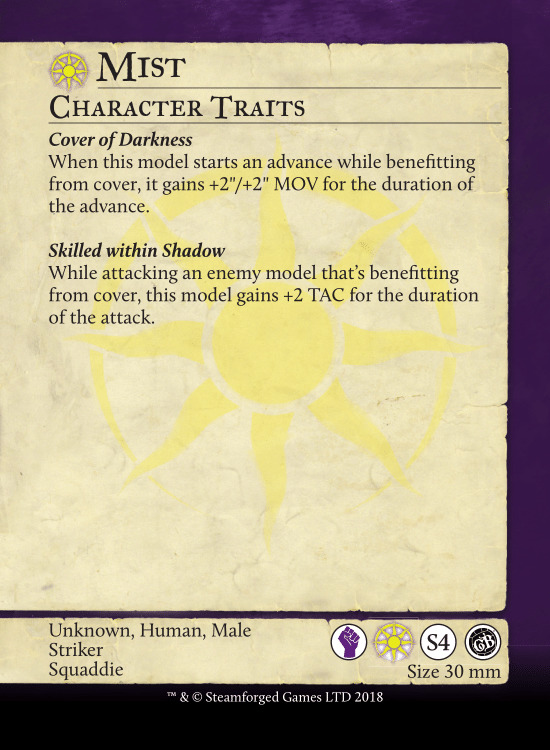 Mist
Character Traits
Cover of Darkness
When this model starts an advance while benefitting
from cover, it gains +2"/+2" MOV for the duration of
the advance.
Skilled within Shadow
While attacking an enemy model that's benefitting
from cover, this model gains +2 TAC for the duration
of the attack.
Unknown, Human, Male
Striker
Squaddie
S4
GB
Size 30 mm
™ & © Steamforged Games LTD 2018